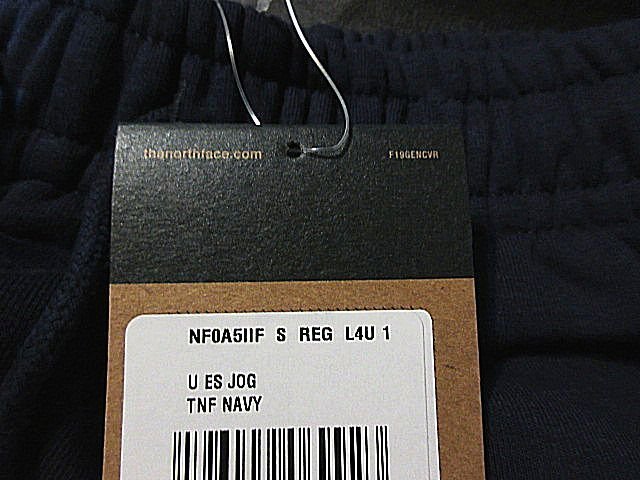 thenorthface.com
F19GENCVR
NF0A5IIF S REG L4U 1
U ES JOG
TNF NAVY